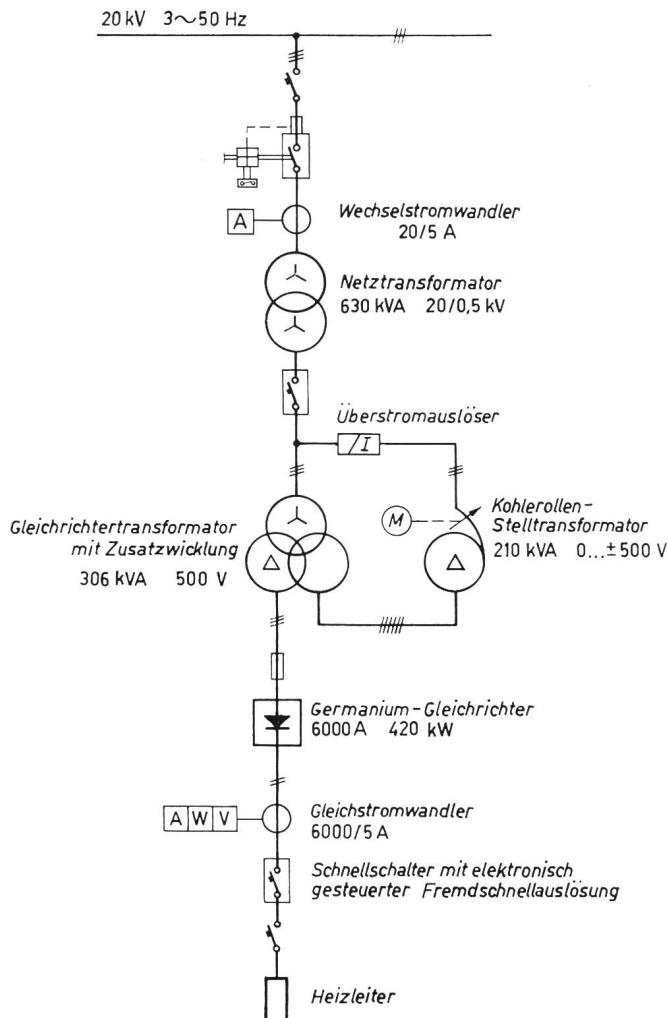 20 kV 3~50 Hz
A
Wechselstromwandler
20/5 A
Netztransformator
630 kVA 20/0,5 kV
Überstromauslöser
/I
Gleichrichtertransformator
mit Zusatzwicklung
306 kVA 500 V
M
Kohlerollen-
Stelltransformator
210 kVA 0...±500 V
Germanium-Gleichrichter
6000 A 420 kW
A W V
Gleichstromwandler
6000/5 A
Schnellschalter mit elektronisch
gesteuerter Fremdschnellauslösung
Heizleiter